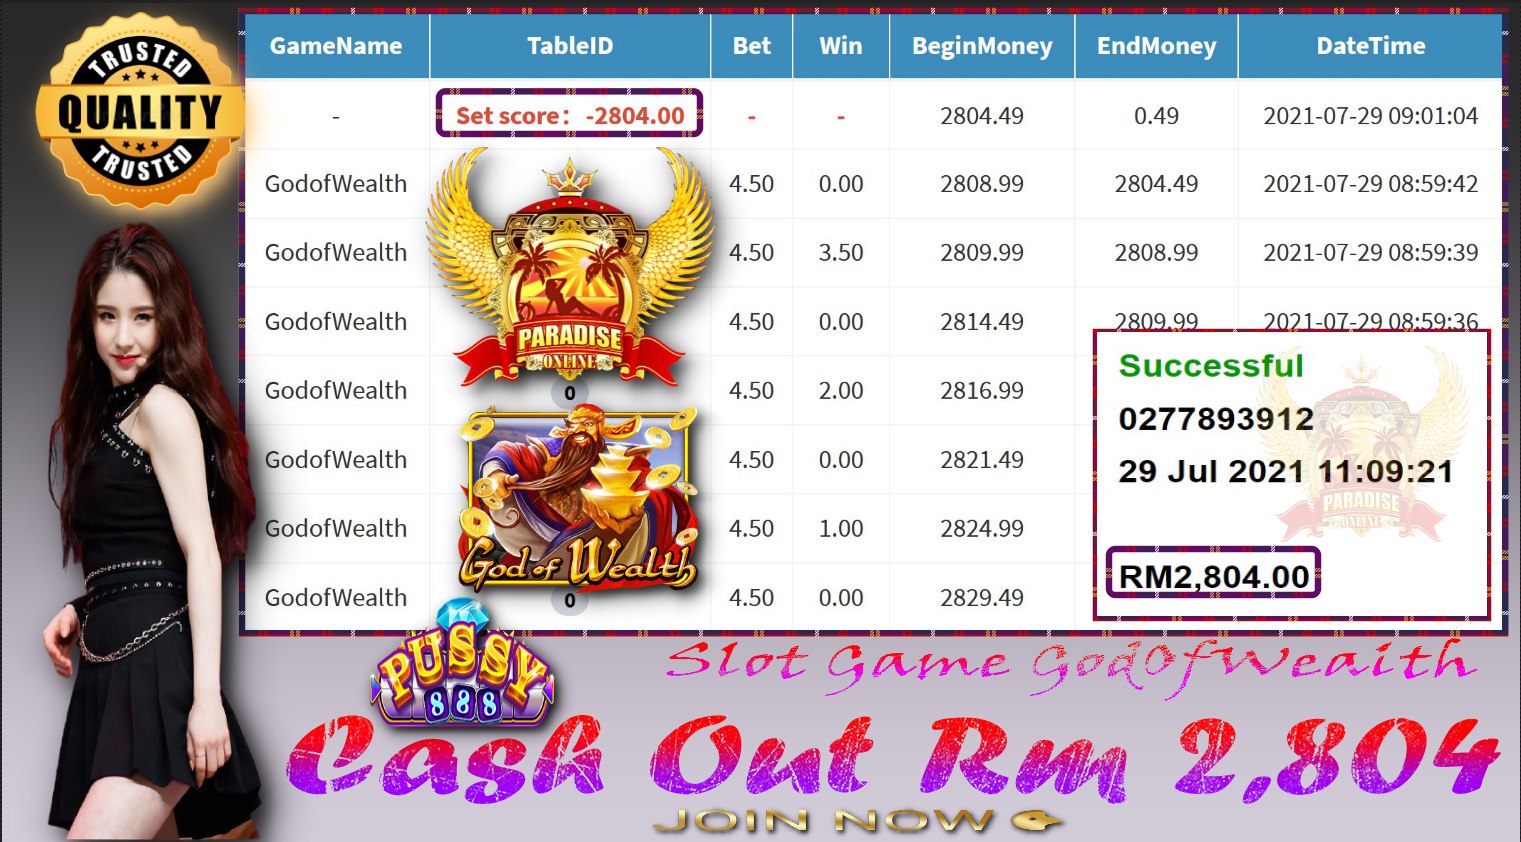 TRUSTED
QUALITY
TRUSTED
GameName TableID Bet Win BeginMoney EndMoney DateTime
- Set score：-2804.00 - - 2804.49 0.49 2021-07-29 09:01:04
GodofWealth 4.50 0.00 2808.99 2804.49 2021-07-29 08:59:42
GodofWealth 4.50 3.50 2809.99 2808.99 2021-07-29 08:59:39
GodofWealth 4.50 0.00 2814.49 2809.99 2021-07-29 08:59:36
GodofWealth 0 4.50 2.00 2816.99
GodofWealth 4.50 0.00 2821.49
GodofWealth 4.50 1.00 2824.99
GodofWealth 0 4.50 0.00 2829.49
PARADISE
ONLINE
God of Wealth
Successful
0277893912
29 Jul 2021 11:09:21
PARADISE
ONLINE
RM2,804.00
PUSSY
888
Slot Game GodOfWeaith
Cash Out Rm 2,804
JOIN NOW